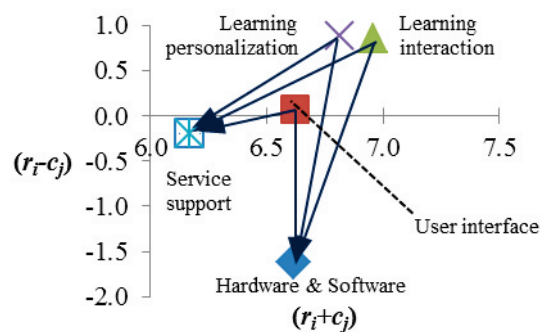 1.0
0.5
0.0
-0.5
-1.0
-1.5
-2.0
6.0
6.5
7.0
7.5
(ri-cj)
(ri+cj)
Learning
personalization
Learning
interaction
Service
support
User interface
Hardware & Software